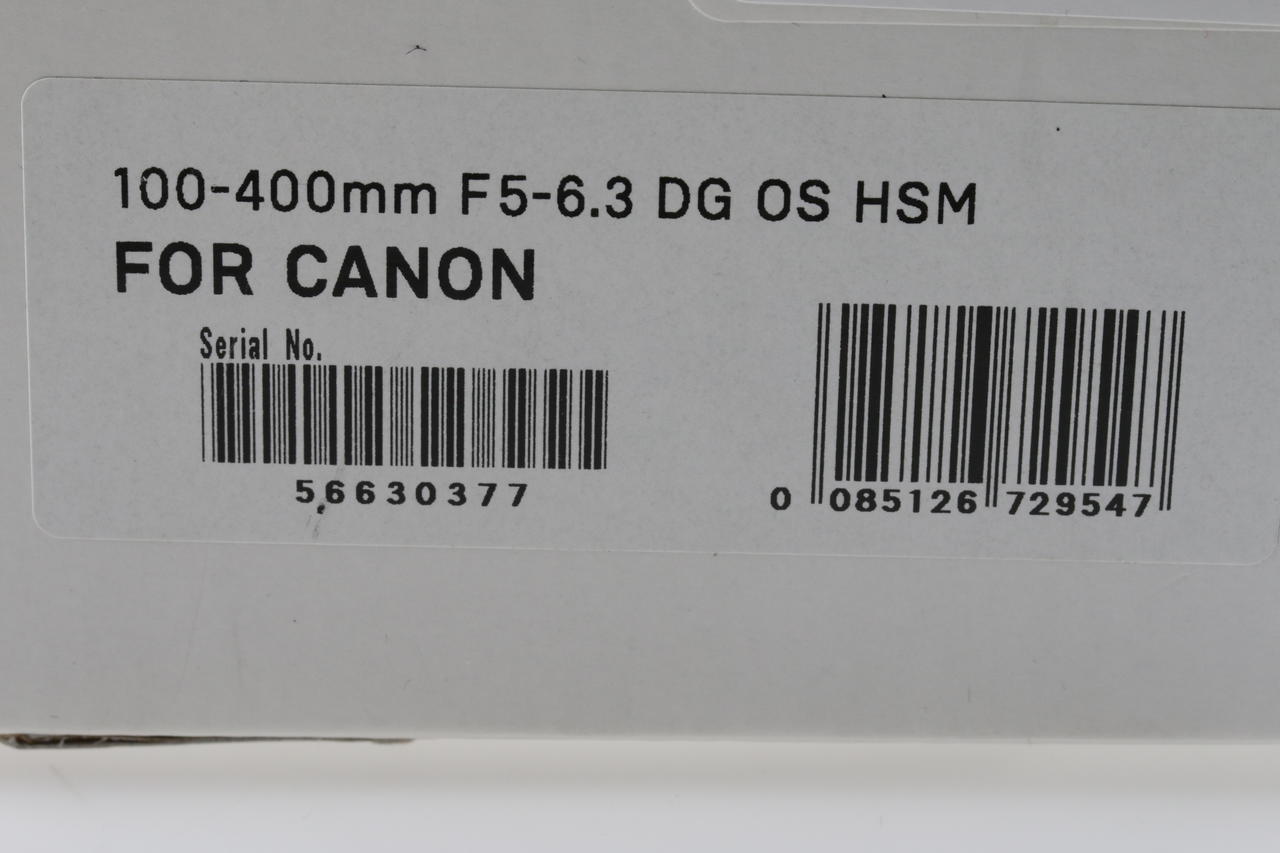 100-400mm F5-6.3 DG OS HSM
FOR CANON
Serial No.
56630377
0 085126 729547